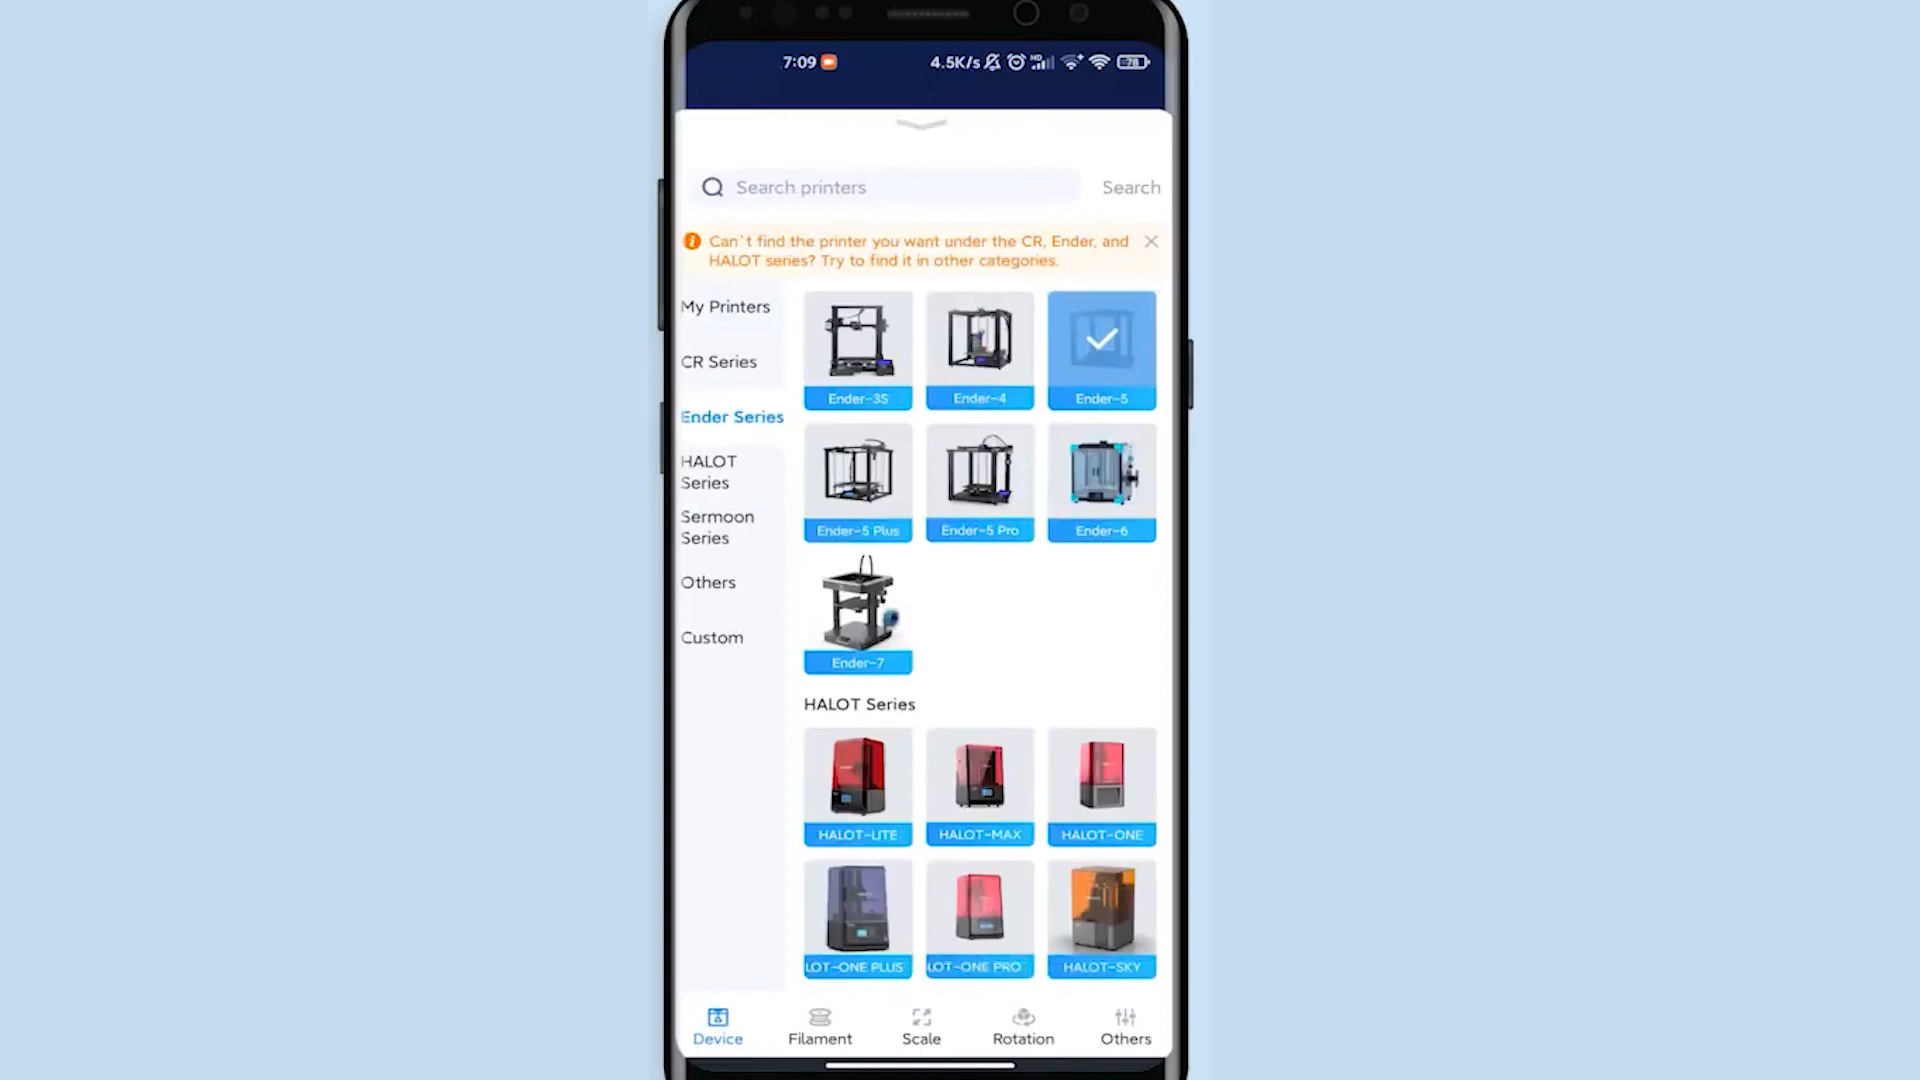 7:09
4.5K/s
HD
78
Search printers
Search
Can`t find the printer you want under the CR, Ender, and
HALOT series? Try to find it in other categories.
My Printers
CR Series
Ender Series
HALOT
Series
Sermoon
Series
Others
Custom
Ender-3S
Ender-4
Ender-5
Ender-5 Plus
Ender-5 Pro
Ender-6
Ender-7
HALOT Series
HALOT-LITE
HALOT-MAX
HALOT-ONE
LOT-ONE PLUS
LOT-ONE PRO
HALOT-SKY
Device
Filament
Scale
Rotation
Others